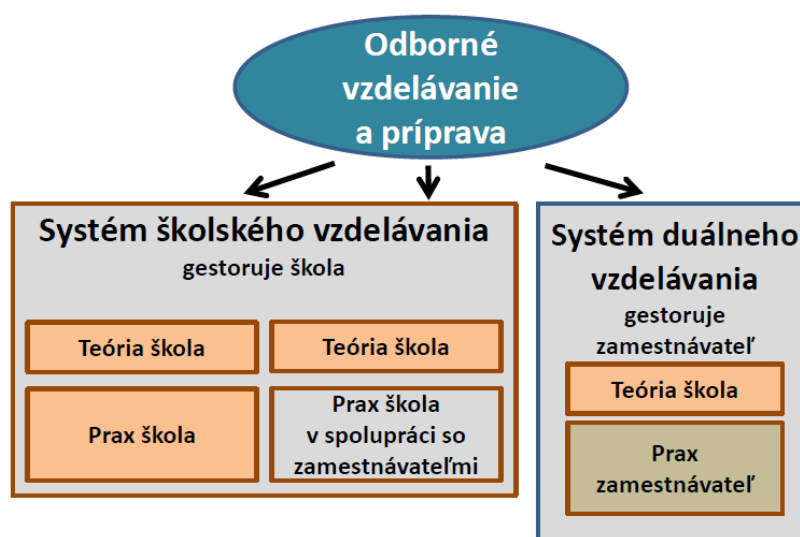 Odborné
vzdelávanie
a príprava
Systém školského vzdelávania
gestoruje škola
Teória škola
Teória škola
Prax škola
Prax škola
v spolupráci so
zamestnávateľmi
Systém duálneho
vzdelávania
gestoruje
zamestnávateľ
Teória škola
Prax
zamestnávateľ